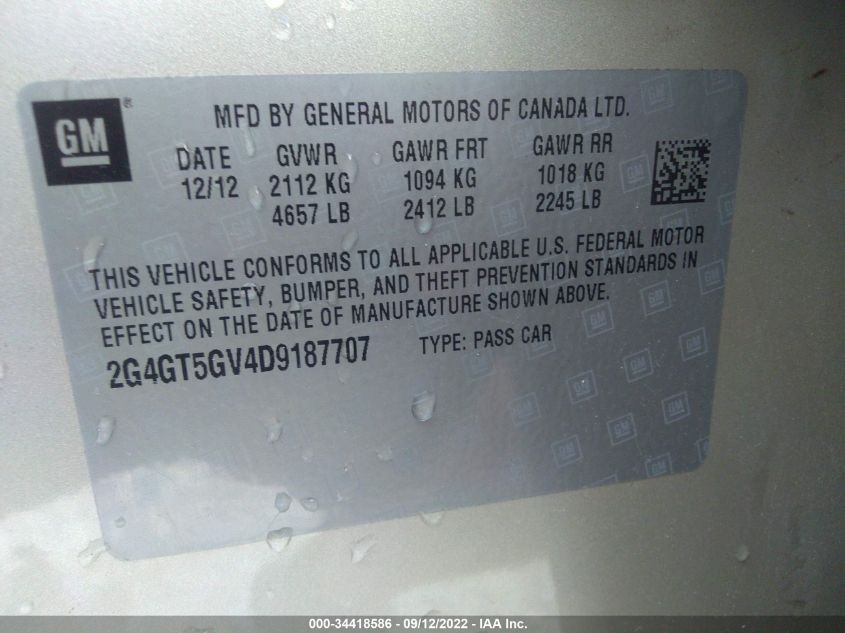 GM ®
MFD BY GENERAL MOTORS OF CANADA LTD.
DATE GVWR GAWR FRT GAWR RR
12/12 2112 KG 1094 KG 1018 KG
4657 LB 2412 LB 2245 LB
THIS VEHICLE CONFORMS TO ALL APPLICABLE U.S. FEDERAL MOTOR
VEHICLE SAFETY, BUMPER, AND THEFT PREVENTION STANDARDS IN
EFFECT ON THE DATE OF MANUFACTURE SHOWN ABOVE.
2G4GT5GV4D9187707 TYPE: PASS CAR
000-34418586 - 09/12/2022 - IAA Inc.